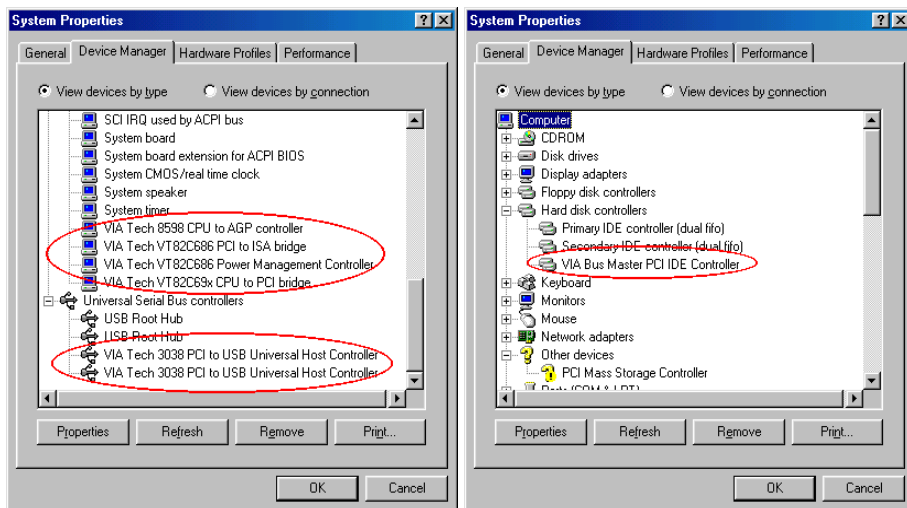 System Properties
General
Device Manager
Hardware Profiles
Performance
View devices by type
View devices by connection
SCI IRQ used by ACPI bus
System board
System board extension for ACPI BIOS
System CMOS/real time clock
System speaker
System timer
VIA Tech 8598 CPU to AGP controller
VIA Tech VT82C686 PCI to ISA bridge
VIA Tech VT82C686 Power Management Controller
VIA Tech VT82C69x CPU to PCI bridge
Universal Serial Bus controllers
USB Root Hub
USB Root Hub
VIA Tech 3038 PCI to USB Universal Host Controller
VIA Tech 3038 PCI to USB Universal Host Controller
Properties
Refresh
Remove
Print...
OK
Cancel
System Properties
General
Device Manager
Hardware Profiles
Performance
View devices by type
View devices by connection
Computer
CDROM
Disk drives
Display adapters
Floppy disk controllers
Hard disk controllers
Primary IDE controller (dual fifo)
Secondary IDE controller (dual fifo)
VIA Bus Master PCI IDE Controller
Keyboard
Monitors
Mouse
Network adapters
Other devices
PCI Mass Storage Controller
Ports (COM & LPT)
Properties
Refresh
Remove
Print...
OK
Cancel